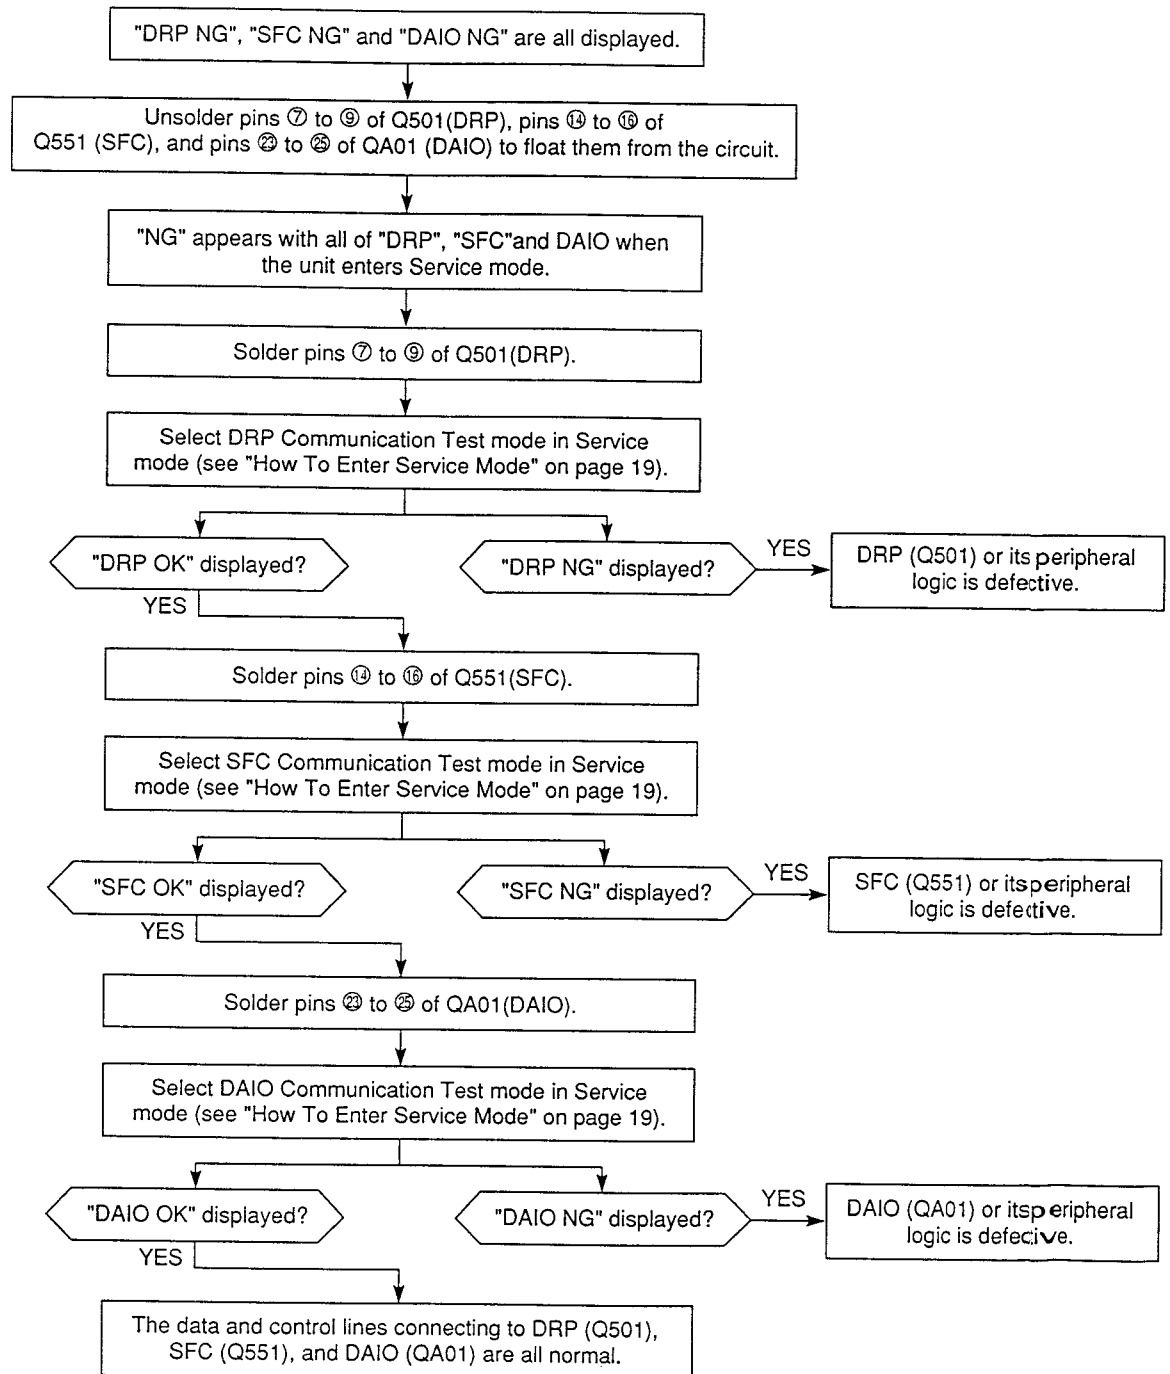 "DRP NG", "SFC NG" and "DAIO NG" are all displayed.
Unsolder pins ⑦ to ⑨ of Q501(DRP), pins ⑭ to ⑯ of
Q551 (SFC), and pins ㉓ to ㉕ of QA01 (DAIO) to float them from the circuit.
"NG" appears with all of "DRP", "SFC"and DAIO when
the unit enters Service mode.
Solder pins ⑦ to ⑨ of Q501(DRP).
Select DRP Communication Test mode in Service
mode (see "How To Enter Service Mode" on page 19).
"DRP OK" displayed?
"DRP NG" displayed?
YES
DRP (Q501) or its peripheral
logic is defective.
YES
Solder pins ⑭ to ⑯ of Q551(SFC).
Select SFC Communication Test mode in Service
mode (see "How To Enter Service Mode" on page 19).
"SFC OK" displayed?
"SFC NG" displayed?
YES
SFC (Q551) or itsperipheral
logic is defective.
YES
Solder pins ㉓ to ㉕ of QA01(DAIO).
Select DAIO Communication Test mode in Service
mode (see "How To Enter Service Mode" on page 19).
"DAIO OK" displayed?
"DAIO NG" displayed?
YES
DAIO (QA01) or itsperipheral
logic is defective.
YES
The data and control lines connecting to DRP (Q501),
SFC (Q551), and DAIO (QA01) are all normal.